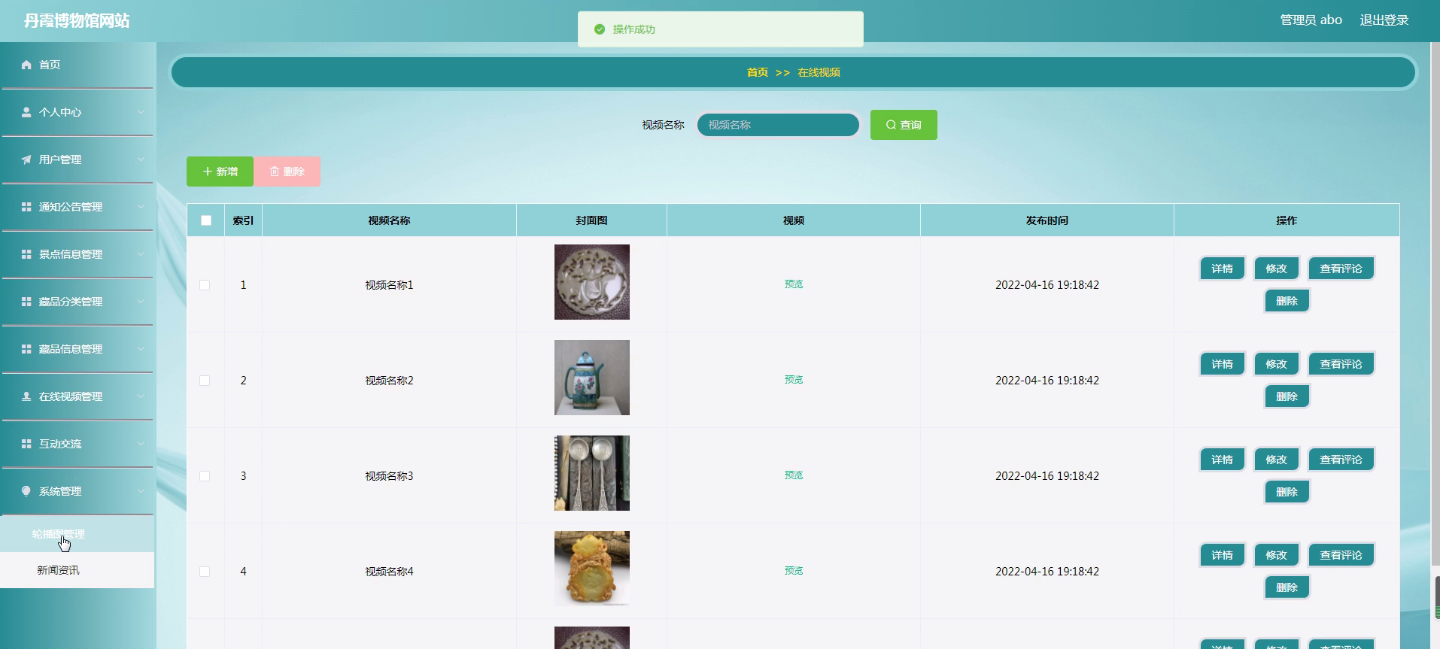 丹霞博物馆网站
操作成功
管理员 abo
退出登录
首页
个人中心
用户管理
通知公告管理
景点信息管理
藏品分类管理
藏品信息管理
在线视频管理
互动交流
系统管理
新闻资讯
首页 >> 在线视频
视频名称 视频名称 查询
新增 删除
索引 视频名称 封面图 视频 发布时间 操作
1 视频名称1 预览 2022-04-16 19:18:42 详情 修改 查看评论
删除
2 视频名称2 预览 2022-04-16 19:18:42 详情 修改 查看评论
删除
3 视频名称3 预览 2022-04-16 19:18:42 详情 修改 查看评论
删除
4 视频名称4 预览 2022-04-16 19:18:42 详情 修改 查看评论
删除